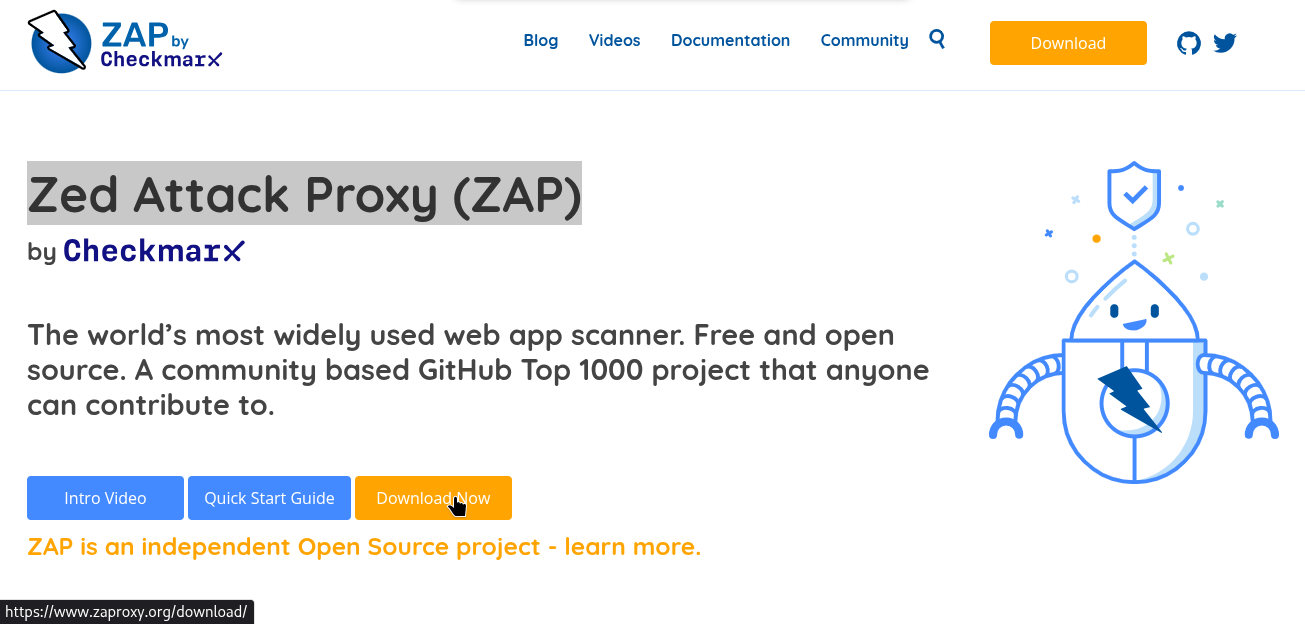 ZAP by
Checkmarx
Blog Videos Documentation Community Download
Zed Attack Proxy (ZAP)
by Checkmarx
The world’s most widely used web app scanner. Free and open
source. A community based GitHub Top 1000 project that anyone
can contribute to.
Intro Video Quick Start Guide Download Now
ZAP is an independent Open Source project - learn more.
https://www.zaproxy.org/download/